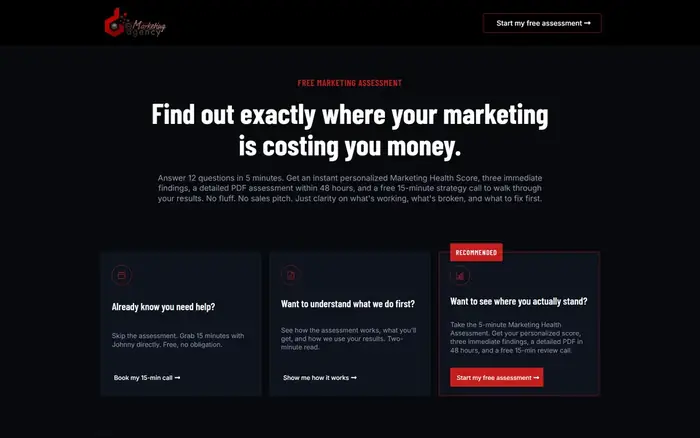 Marketing
agency
Start my free assessment ➞
FREE MARKETING ASSESSMENT
Find out exactly where your marketing
is costing you money.
Answer 12 questions in 5 minutes. Get an instant personalized Marketing Health Score, three immediate
findings, a detailed PDF assessment within 48 hours, and a free 15-minute strategy call to walk through
your results. No fluff. No sales pitch. Just clarity on what's working, what's broken, and what to fix first.
Already know you need help?
Skip the assessment. Grab 15 minutes with
Johnny directly. Free, no obligation.
Book my 15-min call ➞
Want to understand what we do first?
See how the assessment works, what you'll
get, and how we use your results. Two-
minute read.
Show me how it works ➞
RECOMMENDED
Want to see where you actually stand?
Take the 5-minute Marketing Health
Assessment. Get your personalized score,
three immediate findings, a detailed PDF in
48 hours, and a free 15-min review call.
Start my free assessment ➞